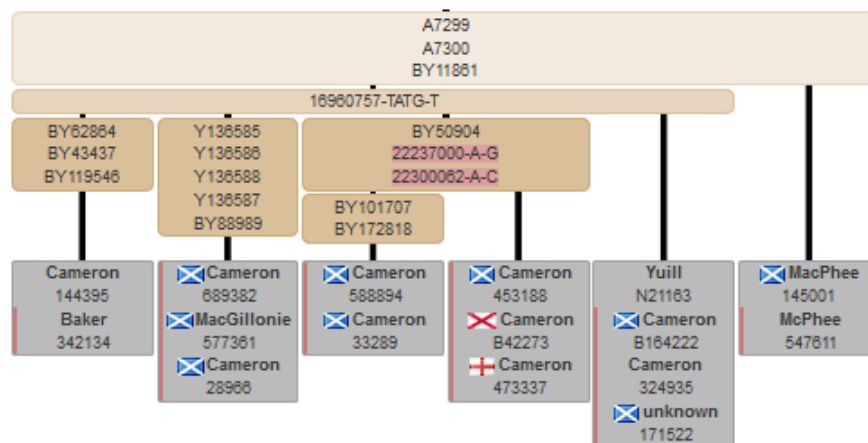 A7299
A7300
BY11861
16960757-TATG-T
BY62864
BY43437
BY119546
Y136585
Y136586
Y136588
Y136587
BY88989
BY50904
22237000-A-G
22300062-A-C
BY101707
BY172818
Cameron
144395
Baker
342134
Cameron
689382
MacGillonie
577361
Cameron
28966
Cameron
588894
Cameron
33289
Cameron
453188
Cameron
B42273
Cameron
473337
Yuill
N21163
Cameron
B164222
Cameron
324935
unknown
171522
MacPhee
145001
McPhee
547611